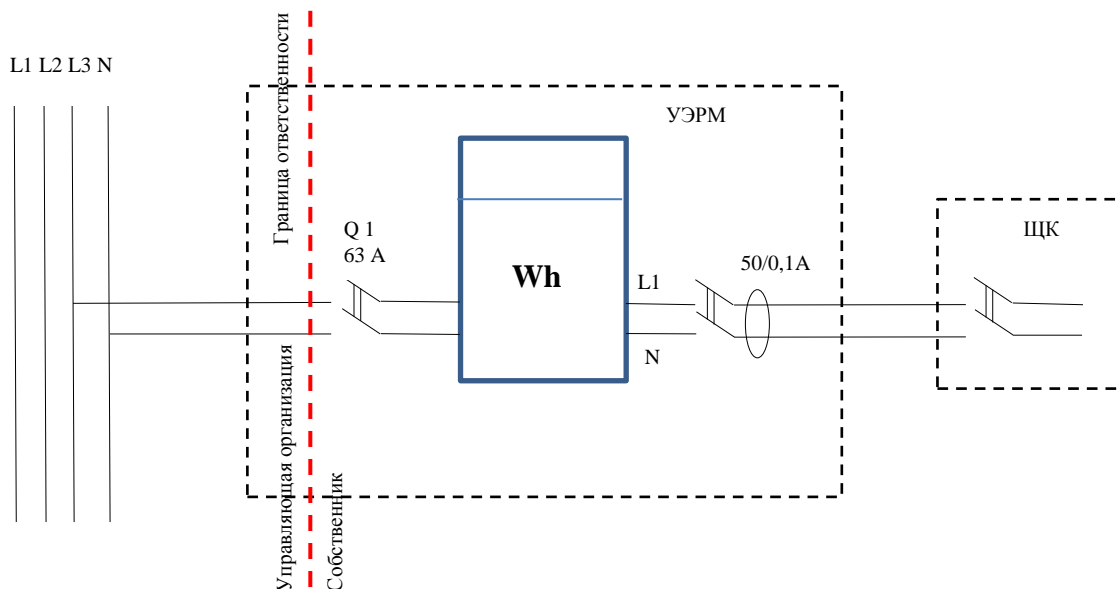 L1 L2 L3 N
Граница ответственности
УЭРМ
Q 1
63 А
Wh
L1
N
50/0,1А
ЩК
Управляющая организация
Собственник